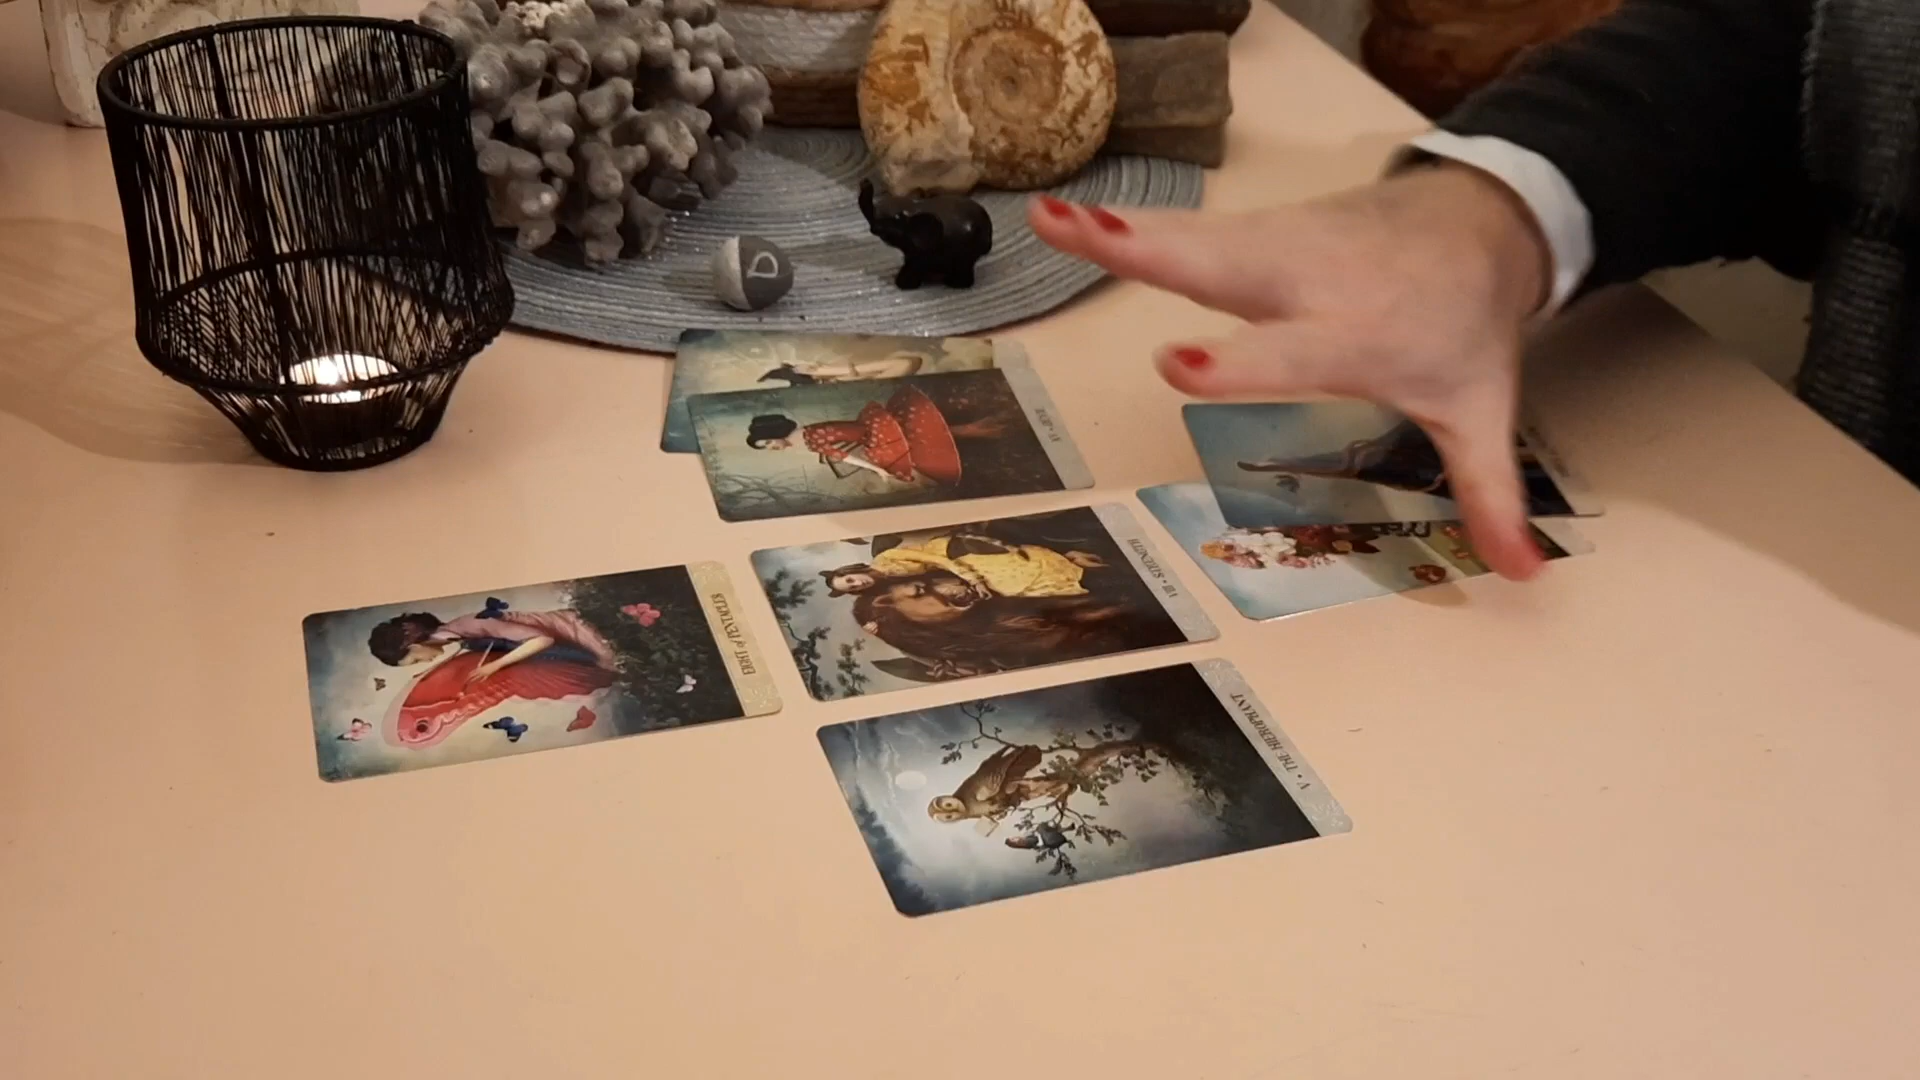 D
VIII • STRENGTH
EIGHT of PENTACLES
V • THE HIEROPHANT